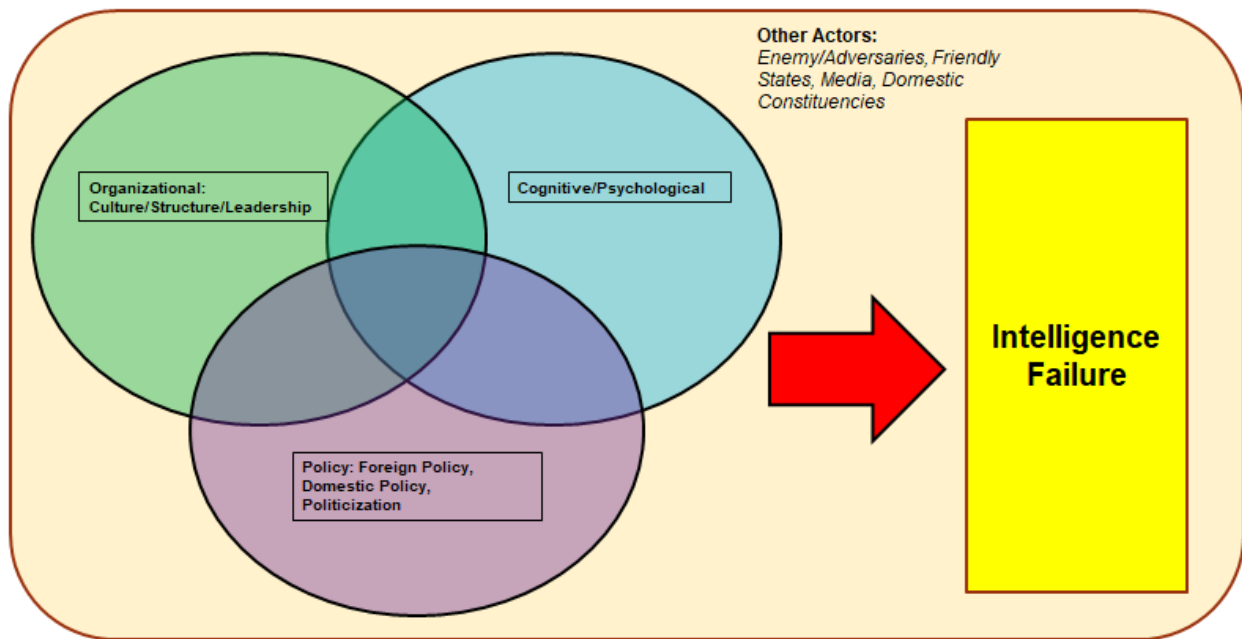 Other Actors:
Enemy/Adversaries, Friendly
States, Media, Domestic
Constituencies
Organizational:
Culture/Structure/Leadership
Cognitive/Psychological
Intelligence
Failure
Policy: Foreign Policy,
Domestic Policy,
Politicization